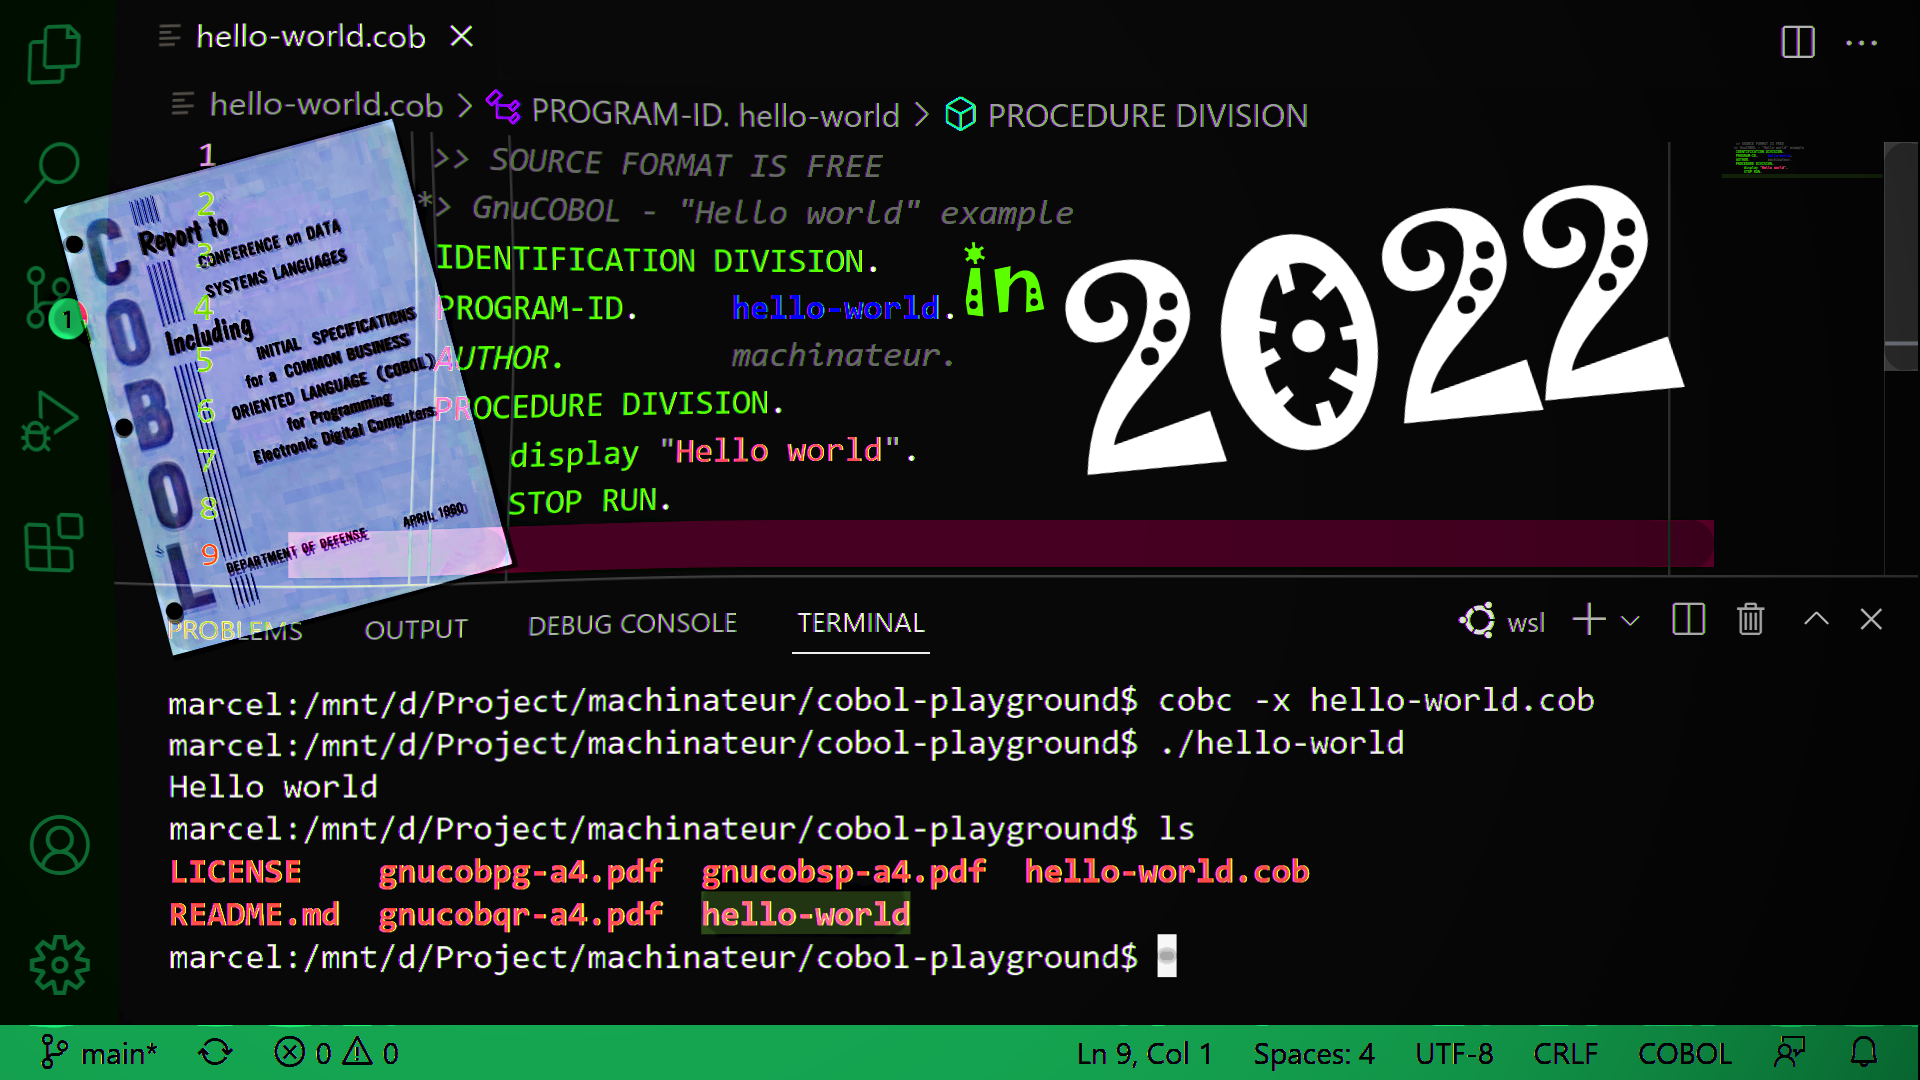 hello-world.cob
hello-world.cob > PROGRAM-ID. hello-world > PROCEDURE DIVISION
1 >> SOURCE FORMAT IS FREE
2 *> GnuCOBOL - "Hello world" example
3 IDENTIFICATION DIVISION.
4 PROGRAM-ID. hello-world.
5 AUTHOR. machinateur.
6 PROCEDURE DIVISION.
7 display "Hello world".
8 STOP RUN.
9
in 2022
COBOL
Report to
CONFERENCE on DATA
SYSTEMS LANGUAGES
Including
INITIAL SPECIFICATIONS
for a COMMON BUSINESS
ORIENTED LANGUAGE (COBOL)
for Programming
Electronic Digital Computers
APRIL 1960
DEPARTMENT OF DEFENSE
1
PROBLEMS OUTPUT DEBUG CONSOLE TERMINAL wsl
marcel:/mnt/d/Project/machinateur/cobol-playground$ cobc -x hello-world.cob
marcel:/mnt/d/Project/machinateur/cobol-playground$ ./hello-world
Hello world
marcel:/mnt/d/Project/machinateur/cobol-playground$ ls
LICENSE gnucobpg-a4.pdf gnucobsp-a4.pdf hello-world.cob
README.md gnucobqr-a4.pdf hello-world
marcel:/mnt/d/Project/machinateur/cobol-playground$
main* 0 0 Ln 9, Col 1 Spaces: 4 UTF-8 CRLF COBOL